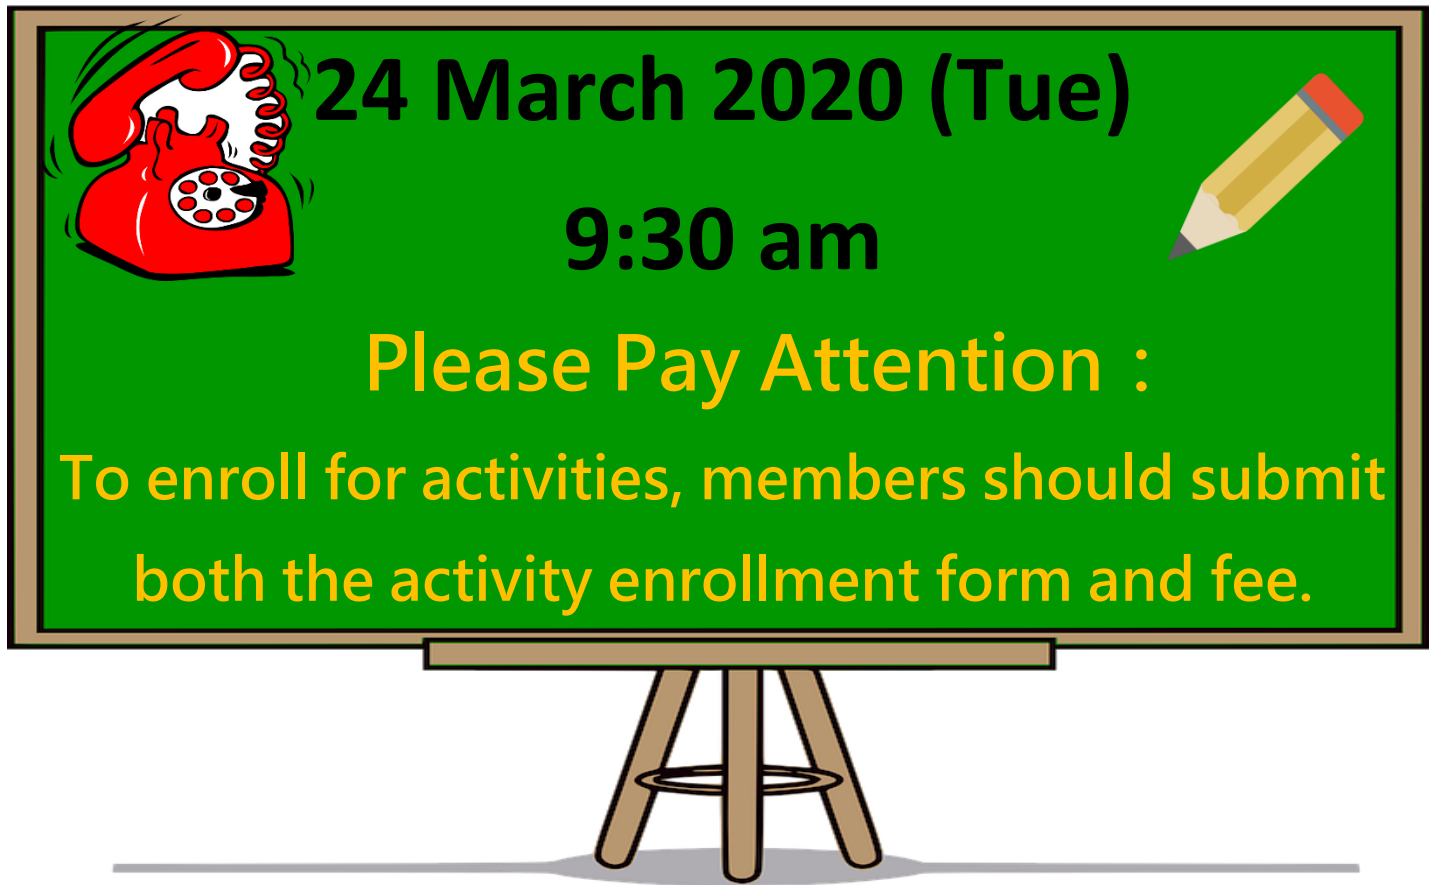 24 March 2020 (Tue)
9:30 am
Please Pay Attention：
To enroll for activities, members should submit
both the activity enrollment form and fee.